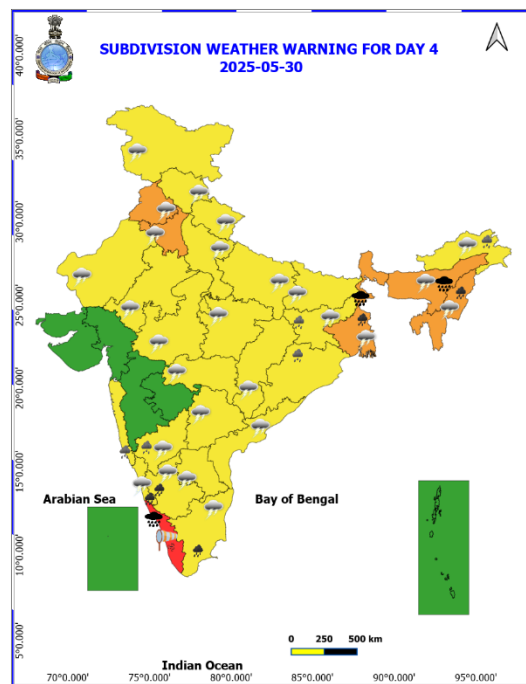 SUBDIVISION WEATHER WARNING FOR DAY 4
2025-05-30
40°0.000'
35°0.000'
30°0.000'
25°0.000'
20°0.000'
15°0.000'
10°0.000'
5°0.000'
Arabian Sea
Bay of Bengal
0 250 500 km
Indian Ocean
70°0.000' 75°0.000' 80°0.000' 85°0.000' 90°0.000' 95°0.000'